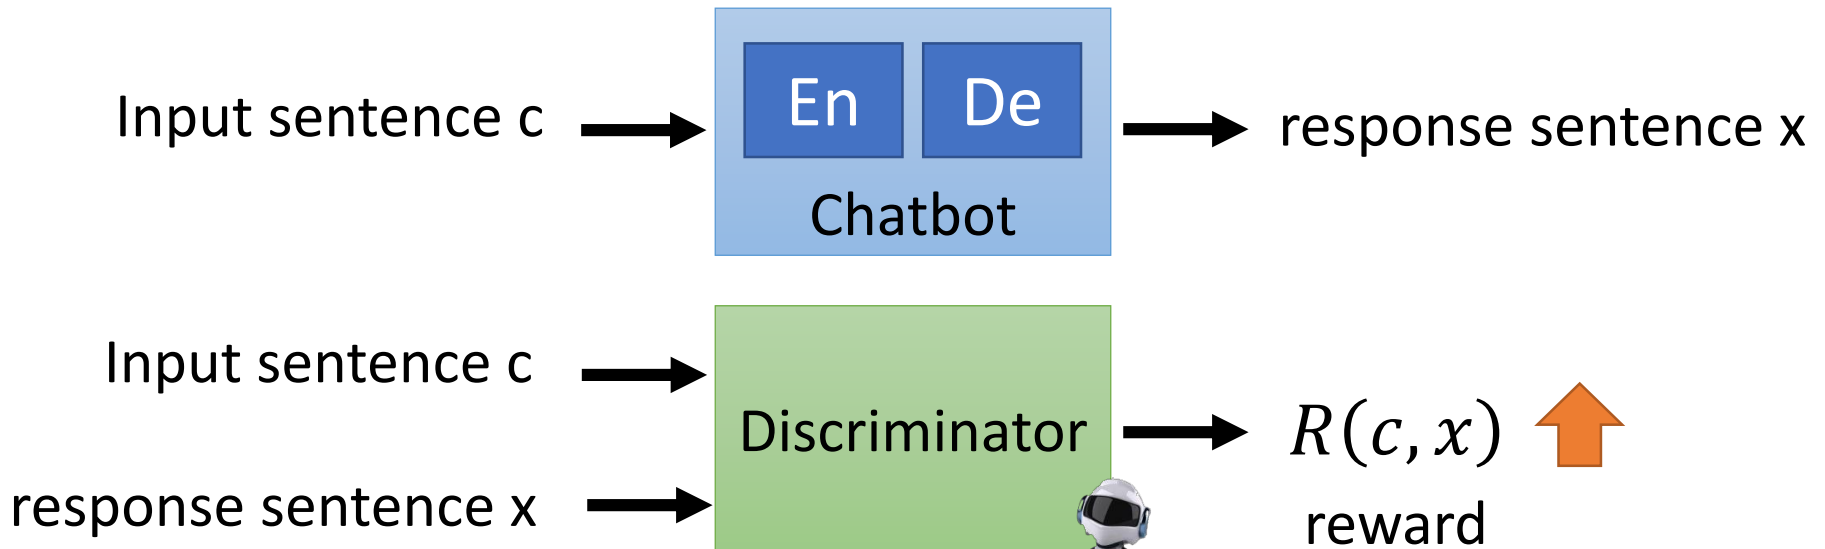 Input sentence c
En
De
response sentence x
Chatbot
Input sentence c
Discriminator
R(c, x)
response sentence x
reward